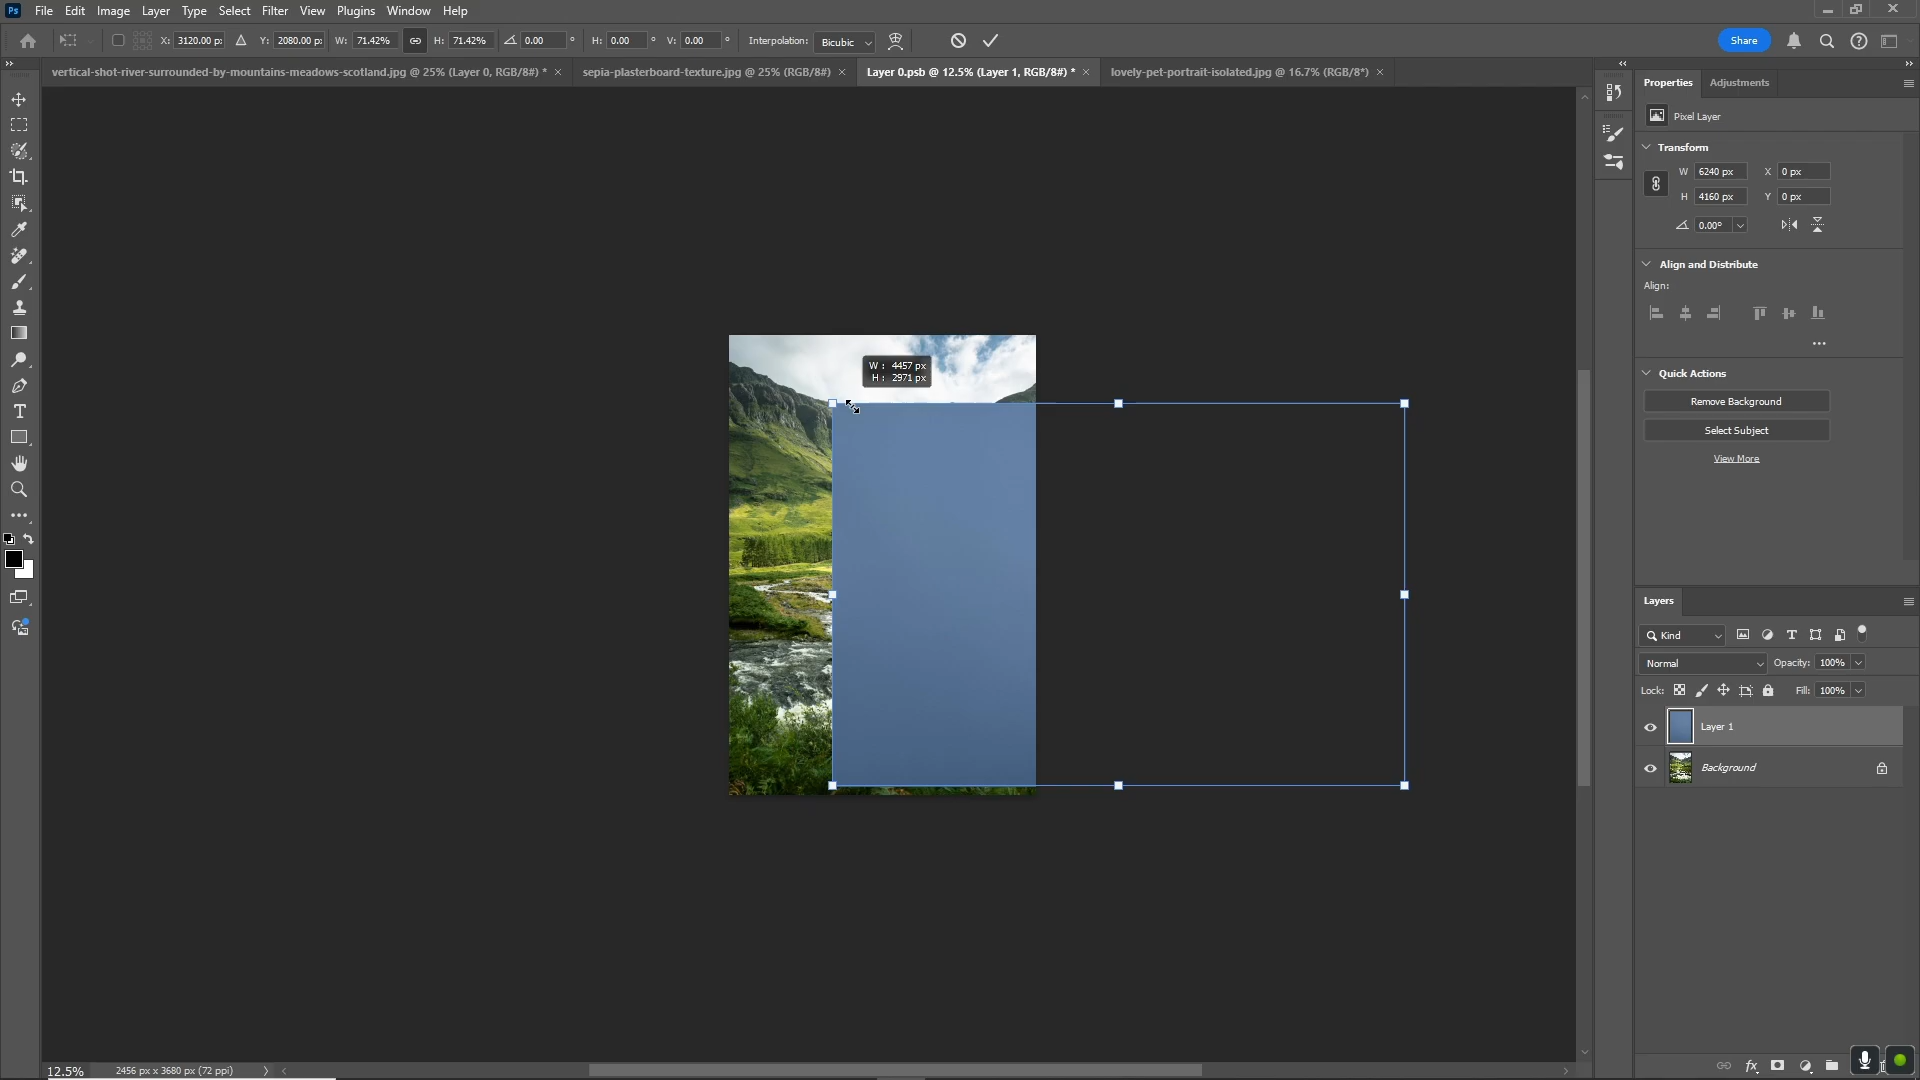 Ps File Edit Image Layer Type Select Filter View Plugins Window Help
X: 3120.00 px Y: 2080.00 px W: 71.42% H: 71.42% 0.00 ° H: 0.00 ° V: 0.00 ° Interpolation: Bicubic Share
vertical-shot-river-surrounded-by-mountains-meadows-scotland.jpg @ 25% (Layer 0, RGB/8#) * sepia-plasterboard-texture.jpg @ 25% (RGB/8#) Layer 0.psb @ 12.5% (Layer 1, RGB/8#) * lovely-pet-portrait-isolated.jpg @ 16.7% (RGB/8*)
Properties Adjustments
Pixel Layer
Transform
W 6240 px X 0 px
H 4160 px Y 0 px
0.00°
Align and Distribute
Align:
Quick Actions
Remove Background
Select Subject
View More
W : 4457 px
H : 2971 px
Layers
Kind
Normal Opacity: 100%
Lock: Fill: 100%
Layer 1
Background
12.5% 2456 px x 3680 px (72 ppi)